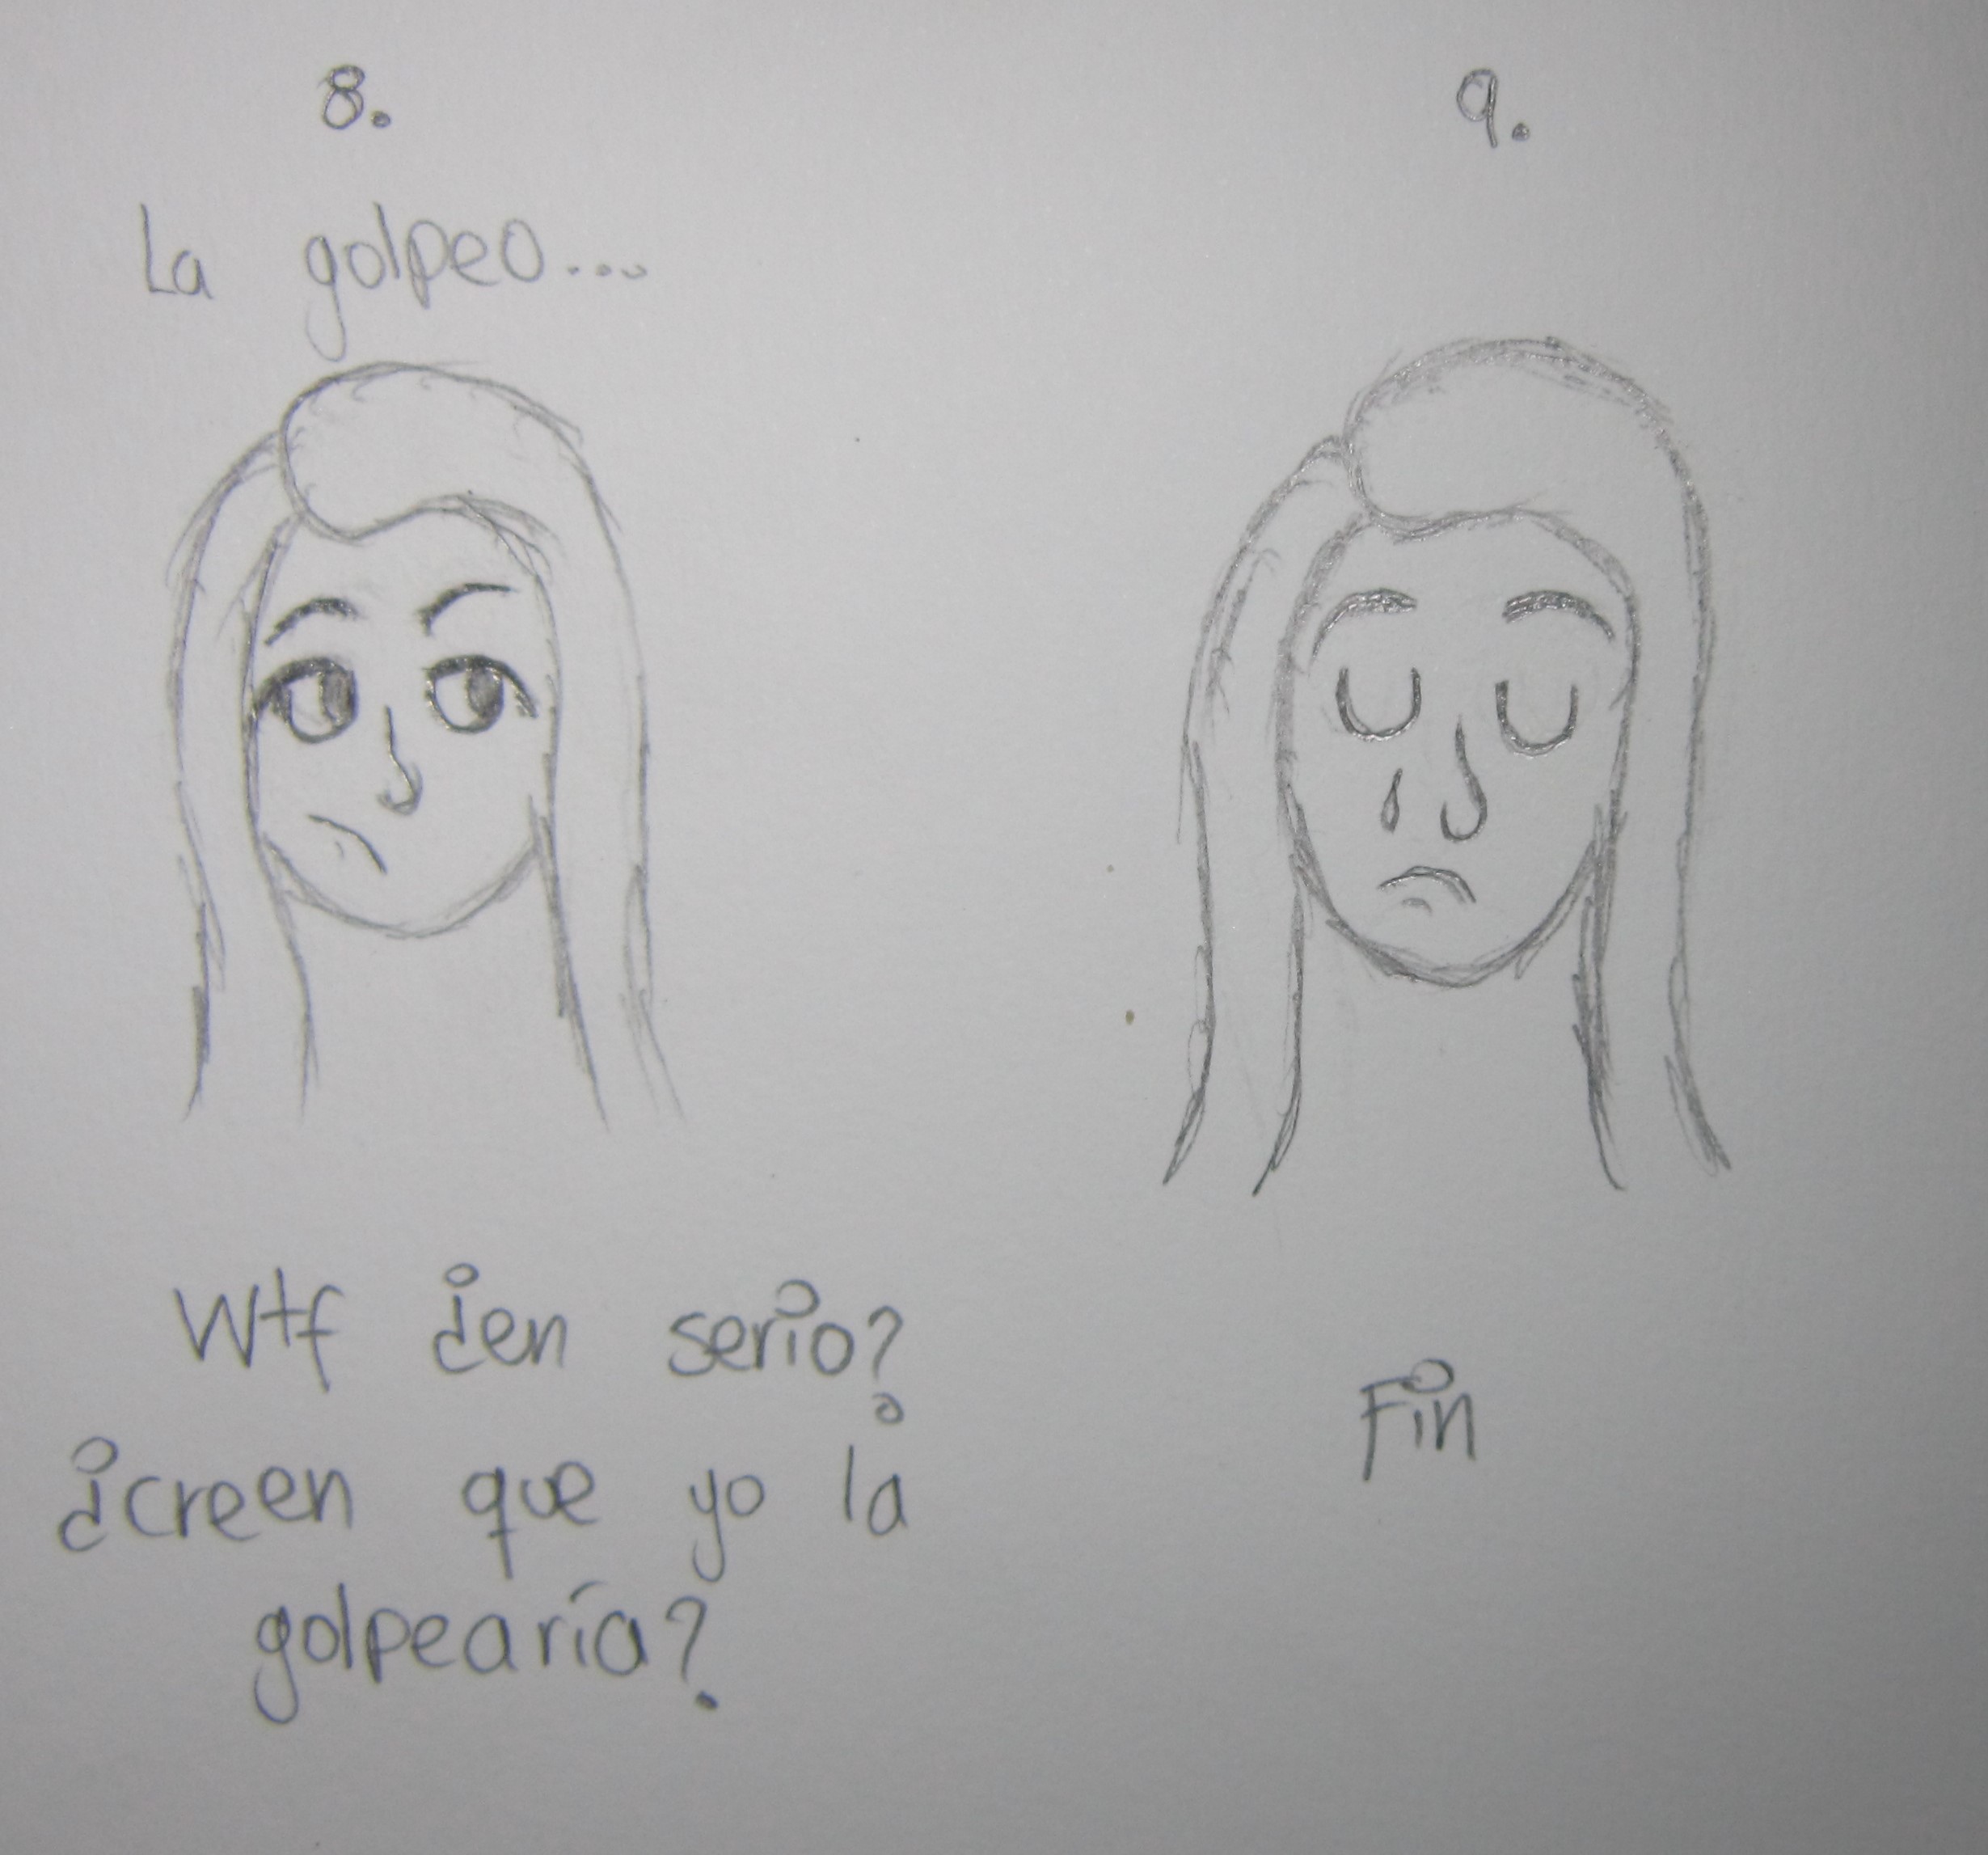 8.
La golpeo...
Wtf ¿en serio?
¿creen que yo la
golpearía?
9.
Fin